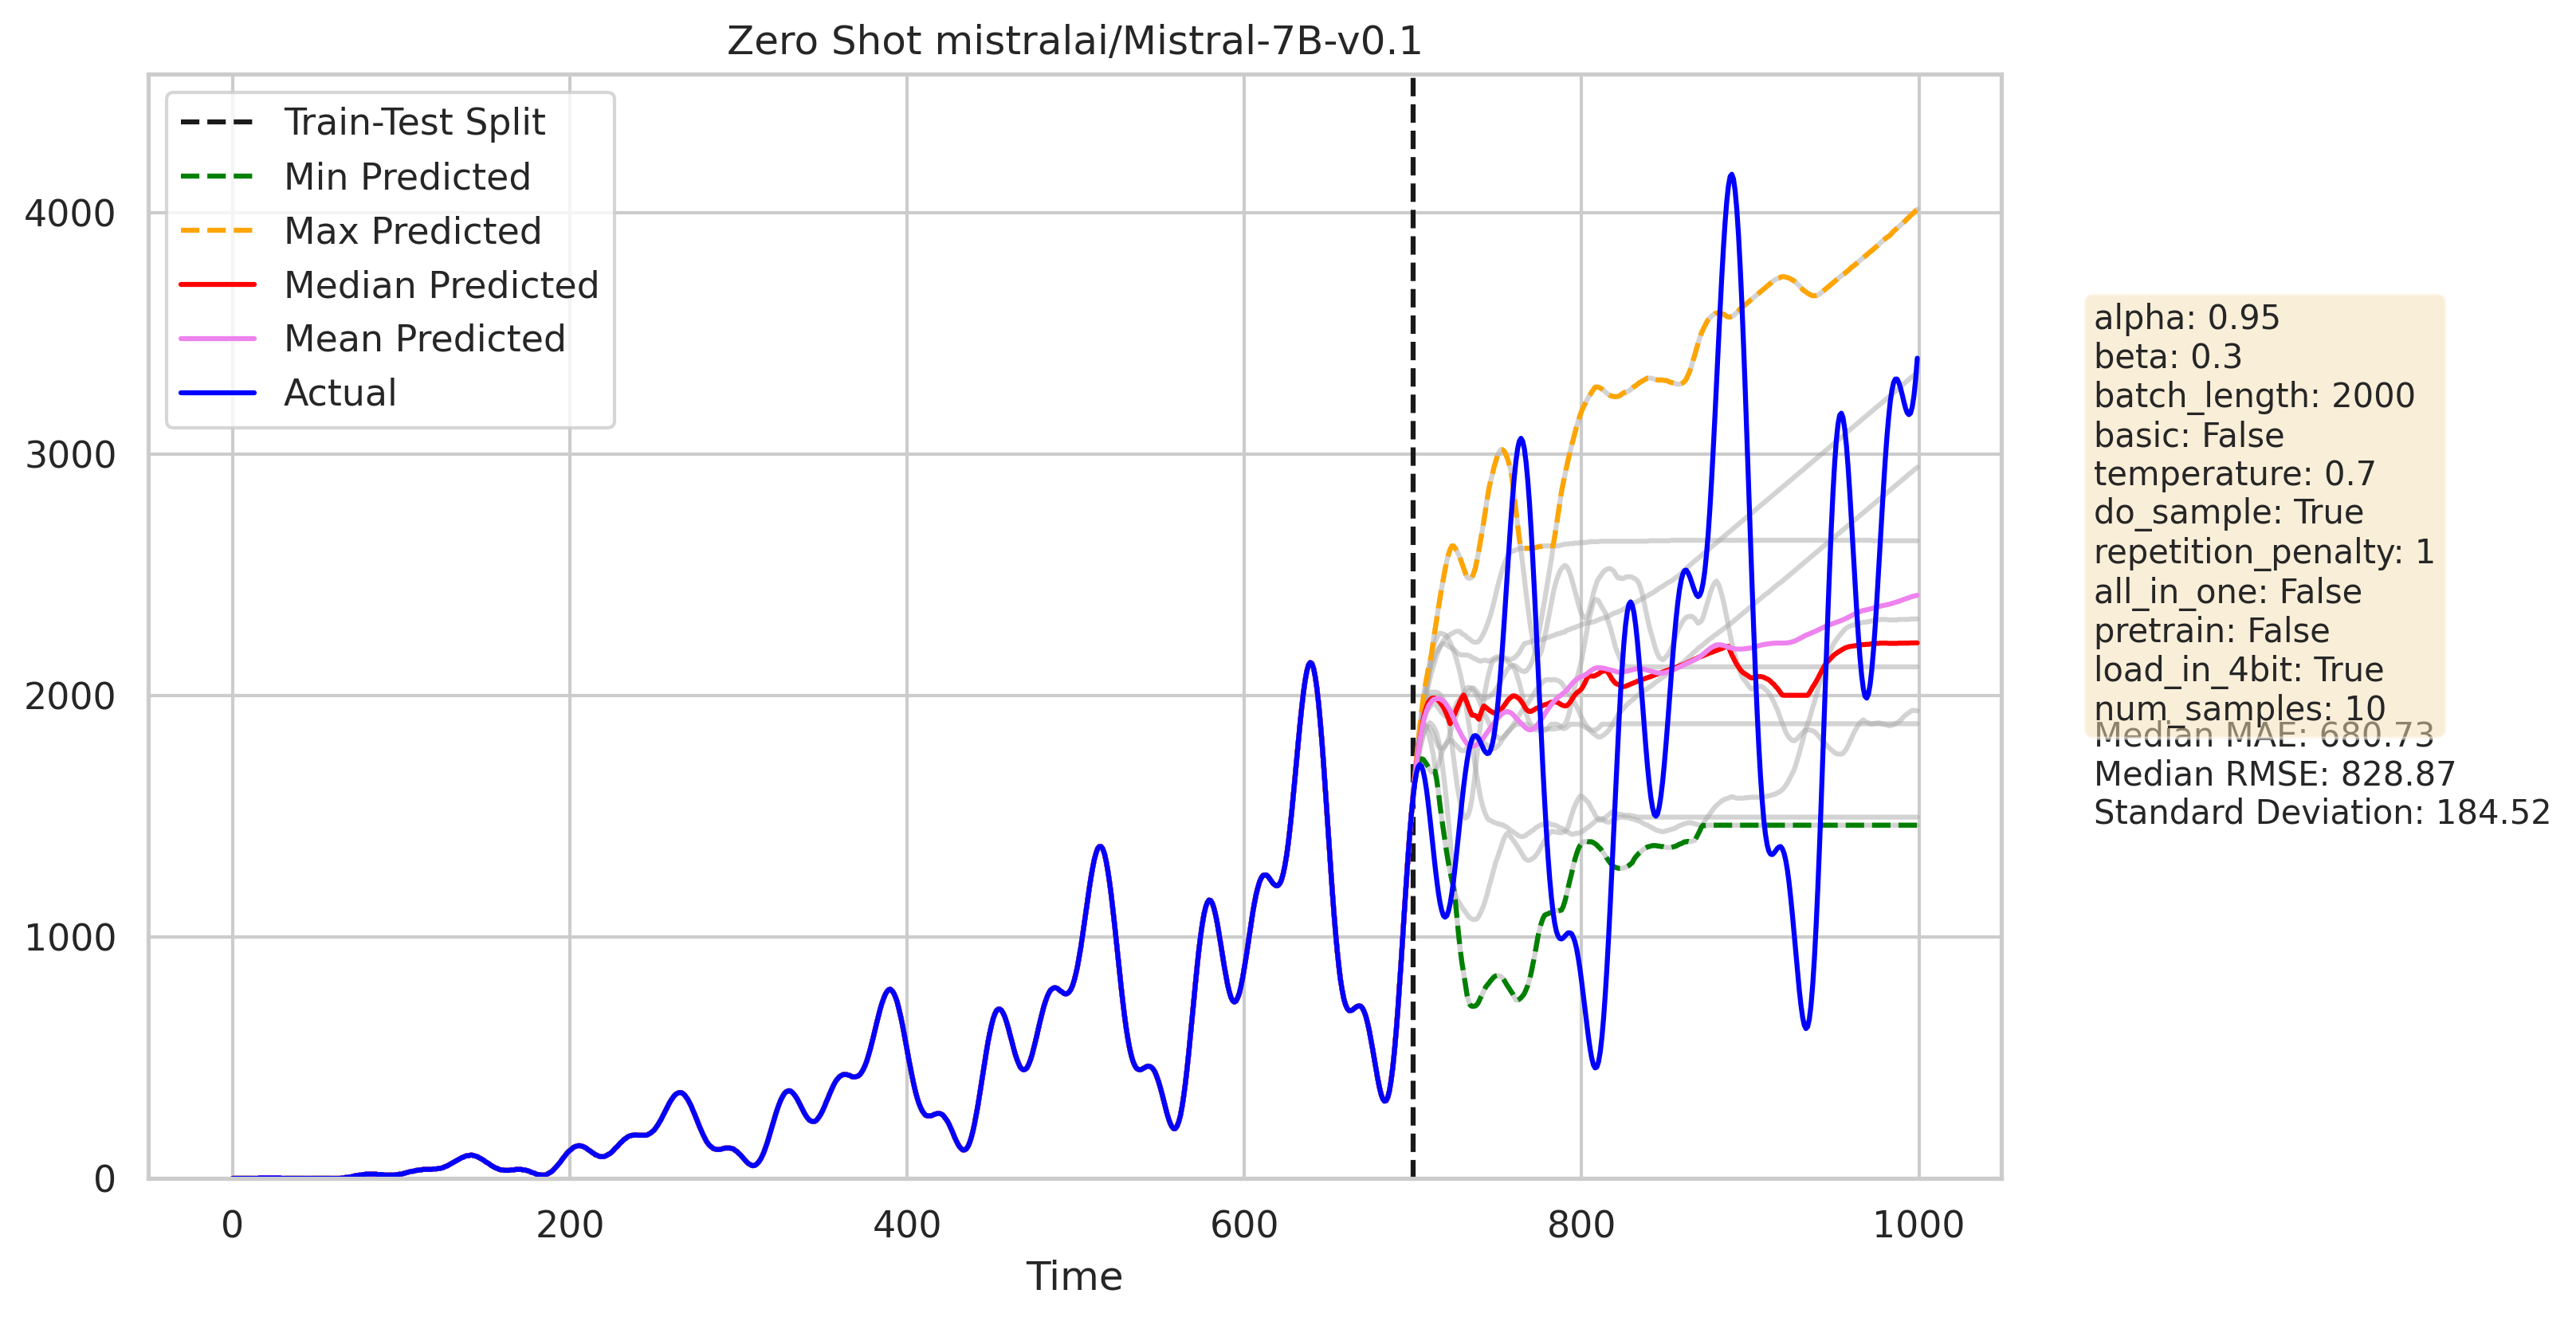 Zero Shot mistralai/Mistral-7B-v0.1
Train-Test Split
Min Predicted
Max Predicted
Median Predicted
Mean Predicted
Actual
4000
3000
2000
1000
0
0 200 400 600 800 1000
Time
alpha: 0.95
beta: 0.3
batch_length: 2000
basic: False
temperature: 0.7
do_sample: True
repetition_penalty: 1
all_in_one: False
pretrain: False
load_in_4bit: True
num_samples: 10
Median MAE: 680.73
Median RMSE: 828.87
Standard Deviation: 184.52